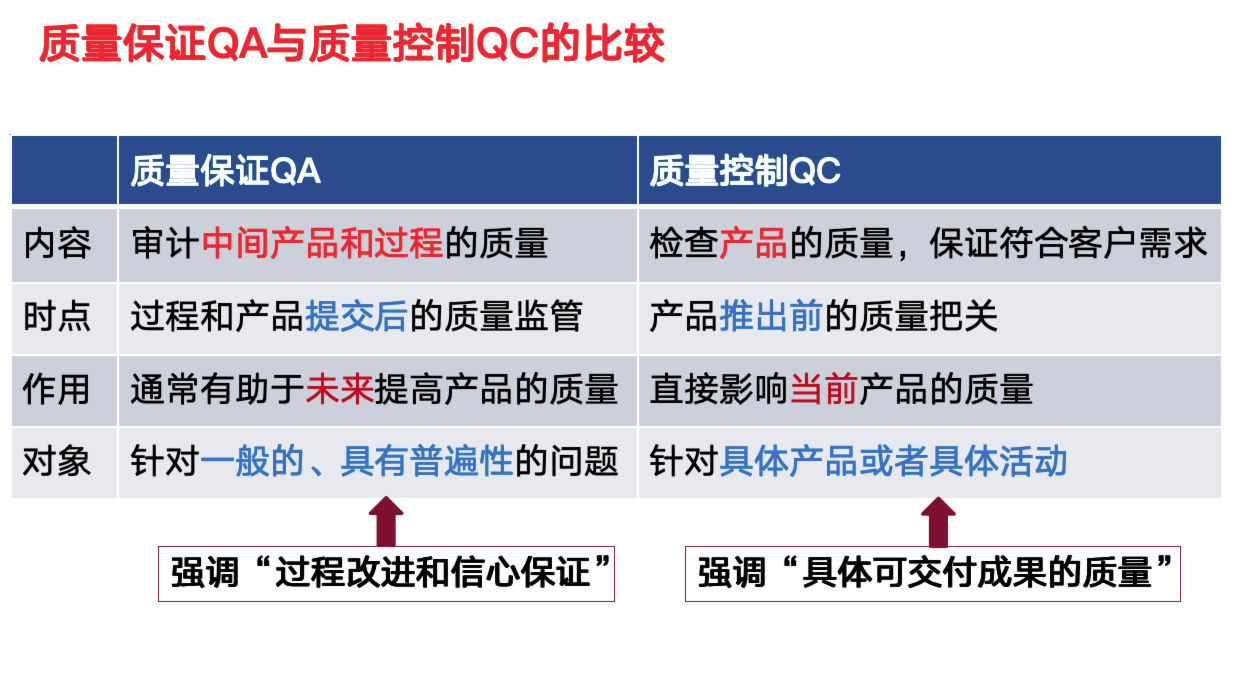 质量保证QA与质量控制QC的比较
质量保证QA 质量控制QC
内容 审计中间产品和过程的质量 检查产品的质量，保证符合客户需求
时点 过程和产品提交后的质量监管 产品推出前的质量把关
作用 通常有助于未来提高产品的质量 直接影响当前产品的质量
对象 针对一般的、具有普遍性的问题 针对具体产品或者具体活动
强调“过程改进和信心保证” 强调“具体可交付成果的质量”